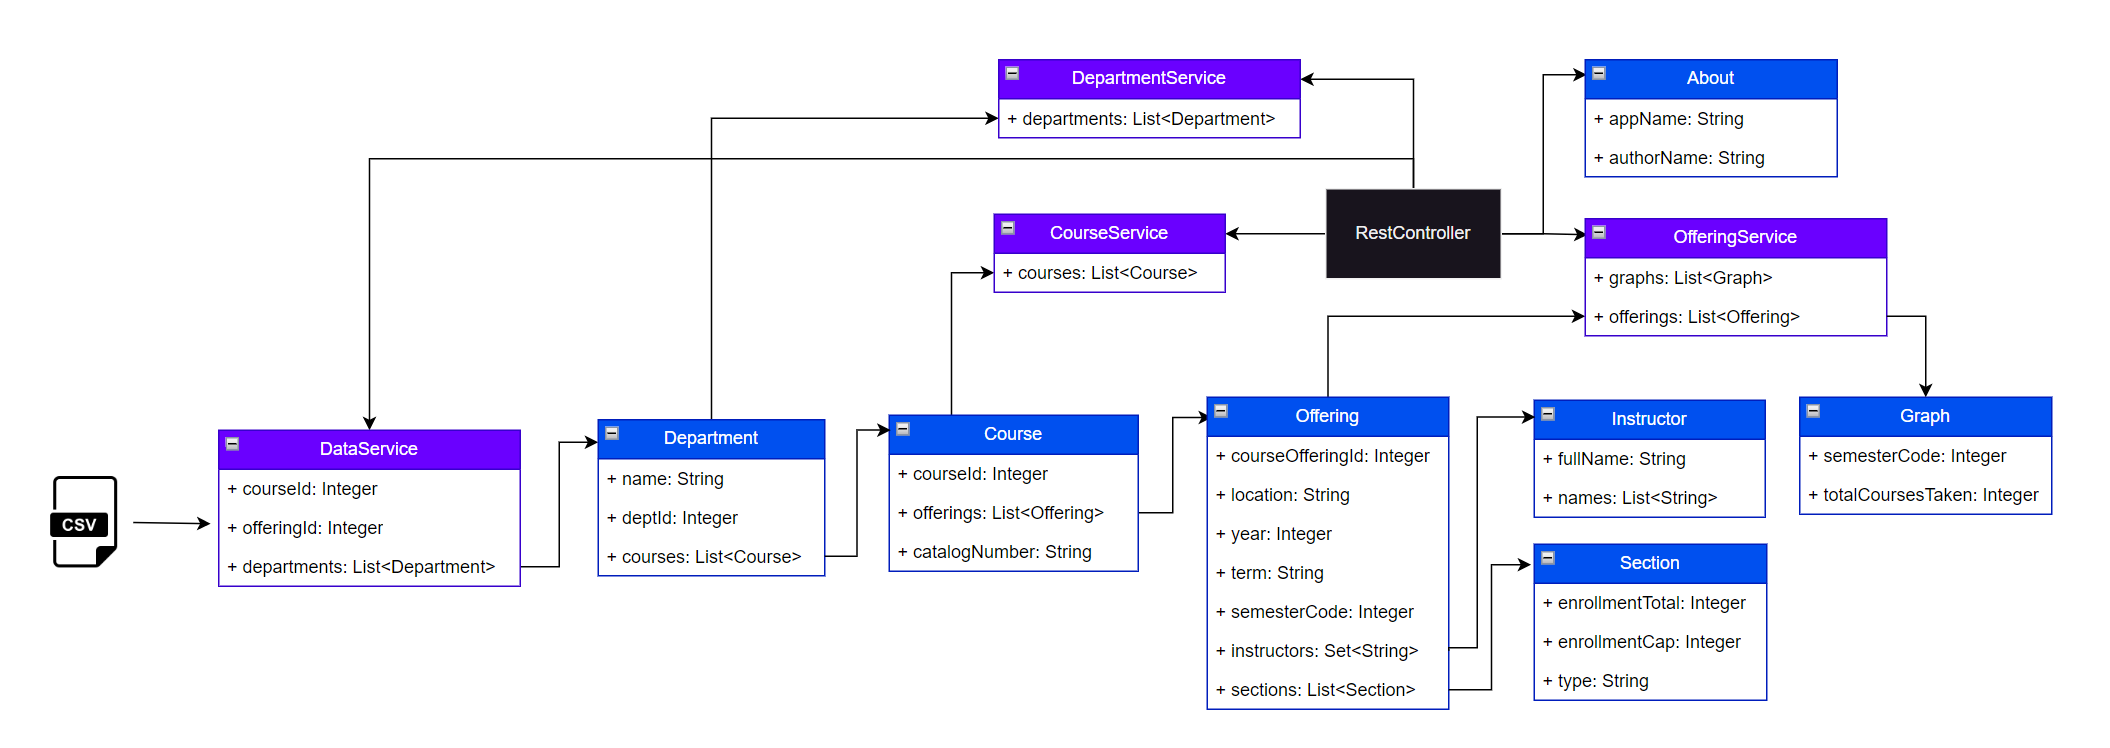 DepartmentService
+ departments: List<Department>
About
+ appName: String
+ authorName: String
CourseService
+ courses: List<Course>
RestController
OfferingService
+ graphs: List<Graph>
+ offerings: List<Offering>
CSV
DataService
+ courseId: Integer
+ offeringId: Integer
+ departments: List<Department>
Department
+ name: String
+ deptId: Integer
+ courses: List<Course>
Course
+ courseId: Integer
+ offerings: List<Offering>
+ catalogNumber: String
Offering
+ courseOfferingId: Integer
+ location: String
+ year: Integer
+ term: String
+ semesterCode: Integer
+ instructors: Set<String>
+ sections: List<Section>
Instructor
+ fullName: String
+ names: List<String>
Section
+ enrollmentTotal: Integer
+ enrollmentCap: Integer
+ type: String
Graph
+ semesterCode: Integer
+ totalCoursesTaken: Integer